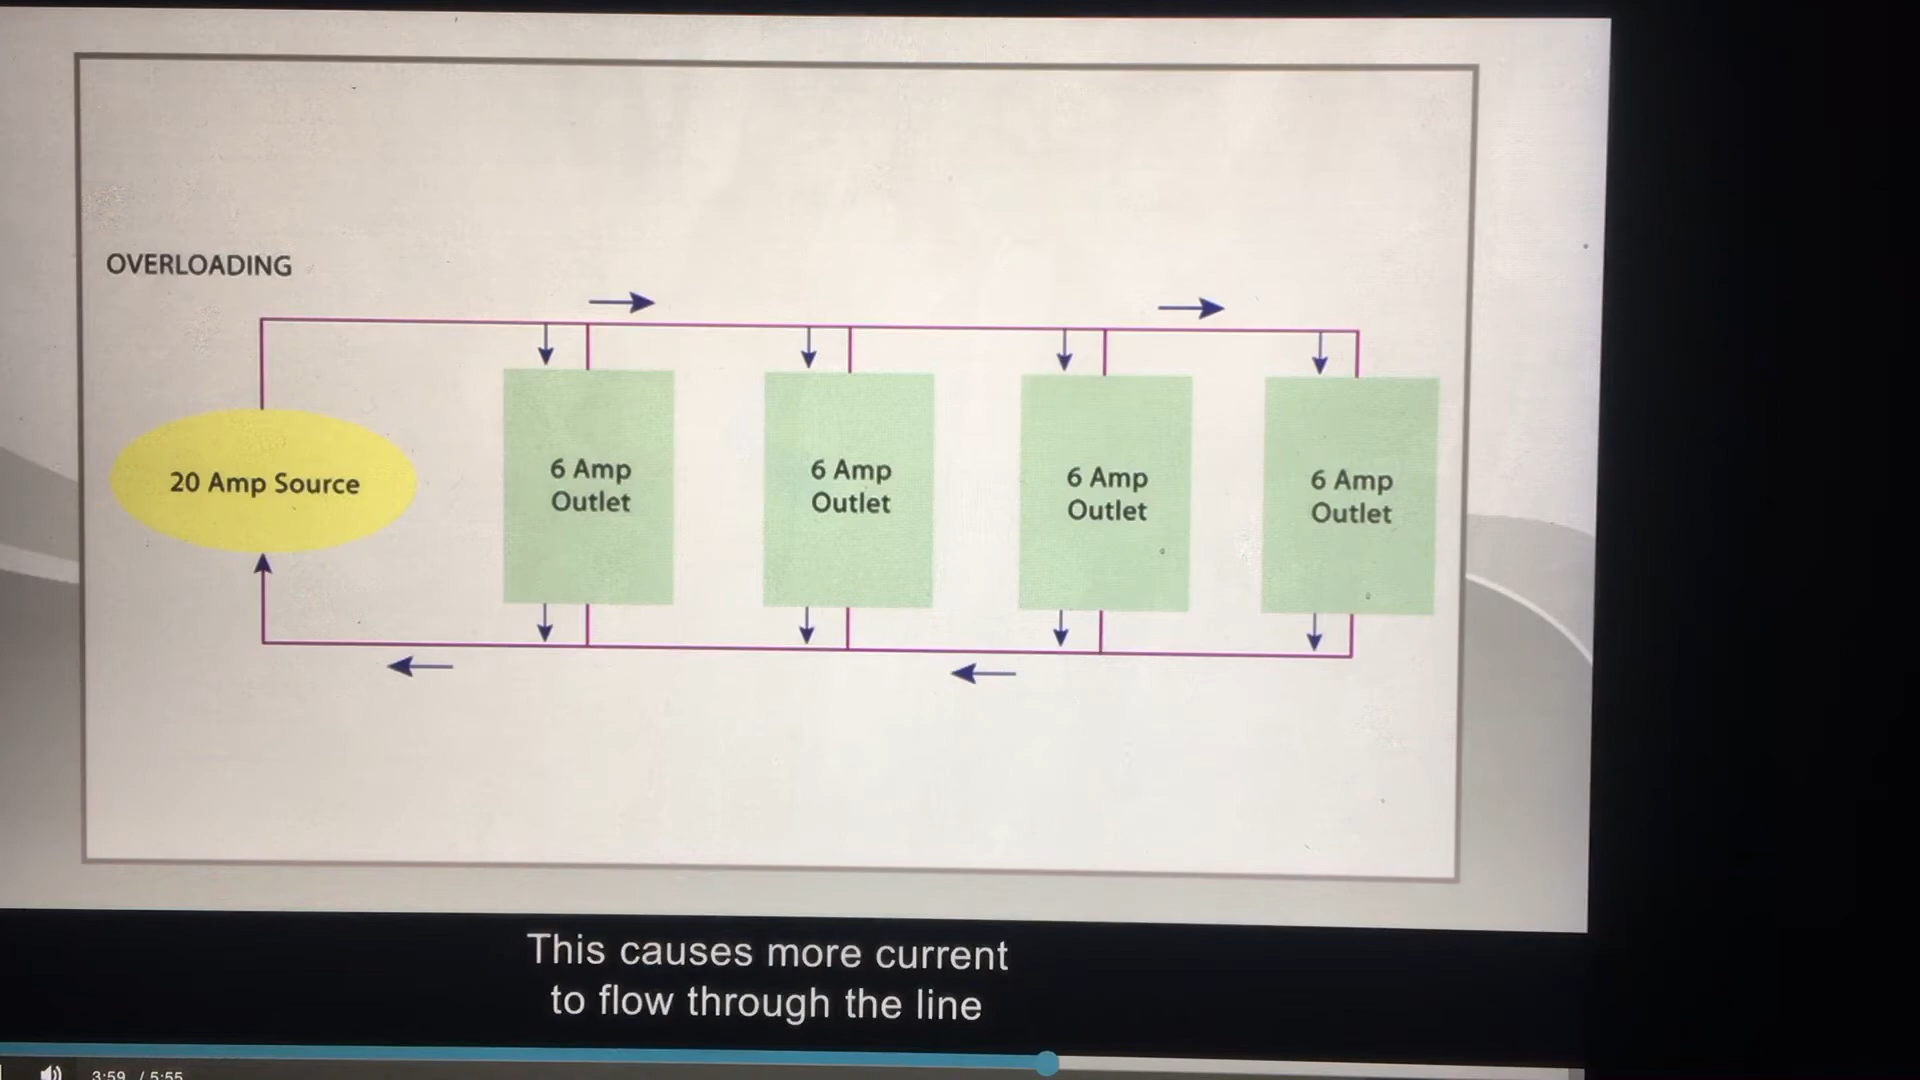 OVERLOADING
20 Amp Source
6 Amp
Outlet
6 Amp
Outlet
6 Amp
Outlet
6 Amp
Outlet
This causes more current
to flow through the line
3:59 / 5:55